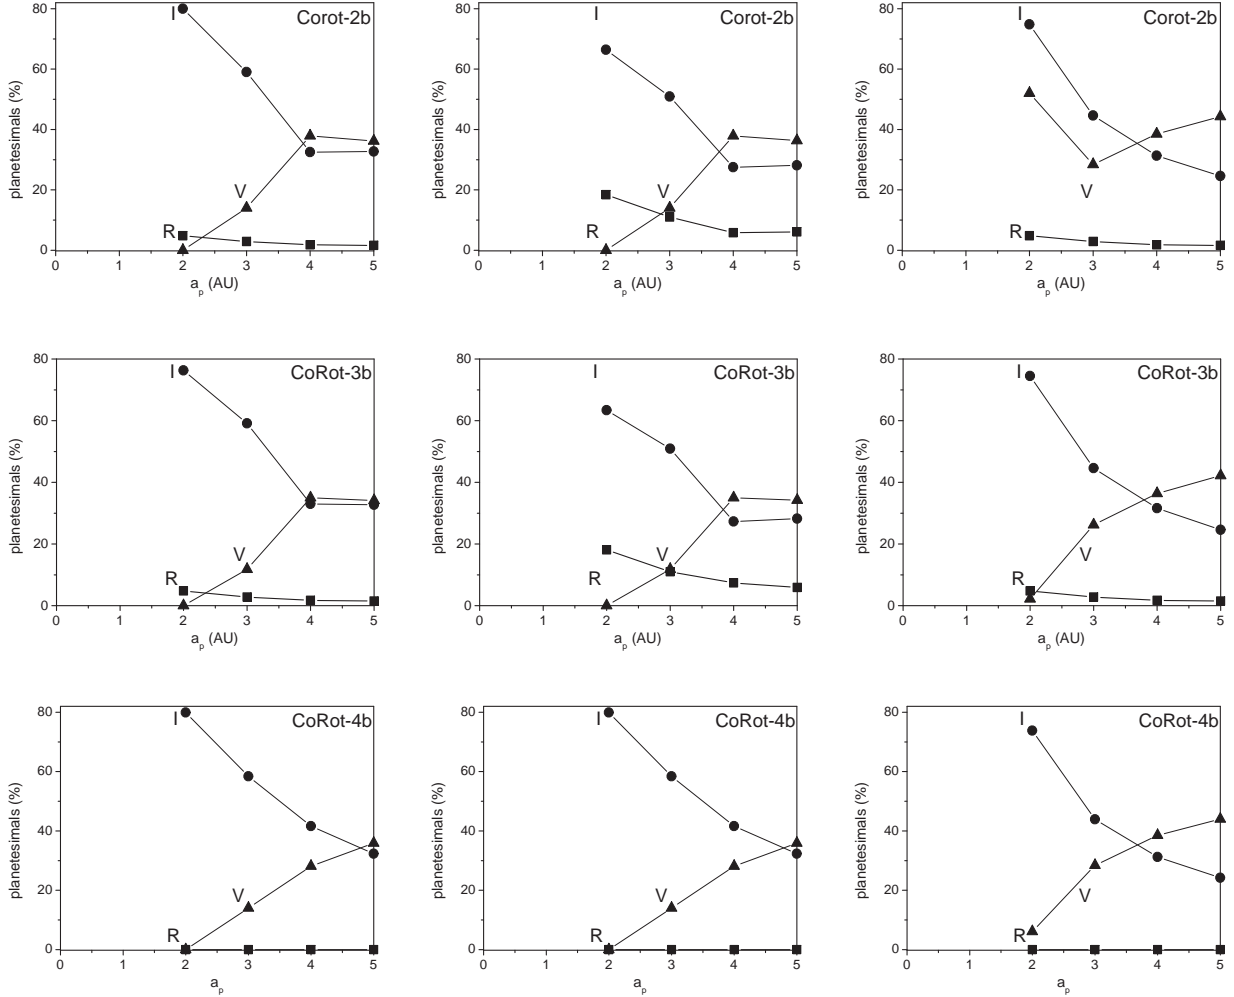 80
60
40
20
0
planetesimals (%)
I
V
R
Corot-2b
0 1 2 3 4 5
a_p (AU)
80
60
40
20
0
planetesimals (%)
I
V
R
Corot-2b
0 1 2 3 4 5
a_p (AU)
80
60
40
20
0
planetesimals (%)
I
V
R
Corot-2b
0 1 2 3 4 5
a_p (AU)
80
60
40
20
0
planetesimals (%)
I
V
R
CoRot-3b
0 1 2 3 4 5
a_p (AU)
80
60
40
20
0
planetesimals (%)
I
V
R
CoRot-3b
0 1 2 3 4 5
a_p (AU)
80
60
40
20
0
planetesimals (%)
I
V
R
CoRot-3b
0 1 2 3 4 5
a_p (AU)
80
60
40
20
0
planetesimals (%)
I
V
R
CoRot-4b
0 1 2 3 4 5
a_p
80
60
40
20
0
planetesimals (%)
I
V
R
CoRot-4b
0 1 2 3 4 5
a_p
80
60
40
20
0
planetesimals (%)
I
V
R
CoRot-4b
0 1 2 3 4 5
a_p